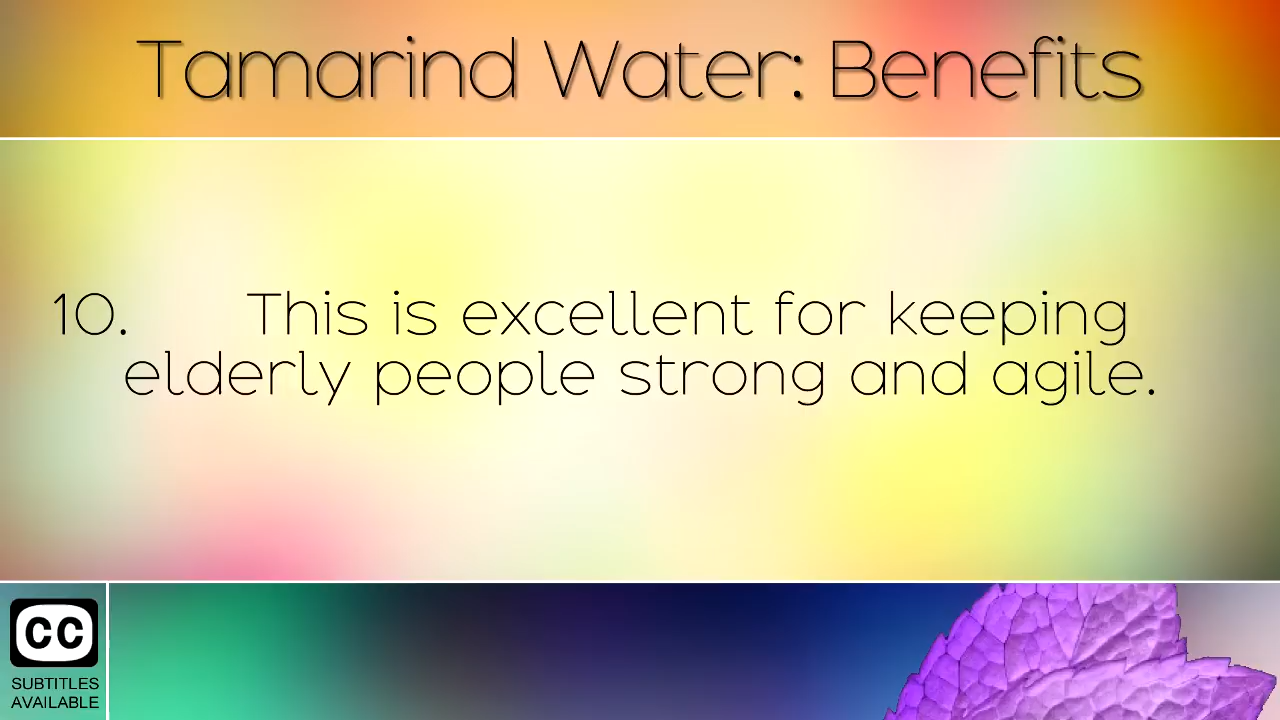 Tamarind Water: Benefits
10. This is excellent for keeping
elderly people strong and agile.
CC
SUBTITLES
AVAILABLE